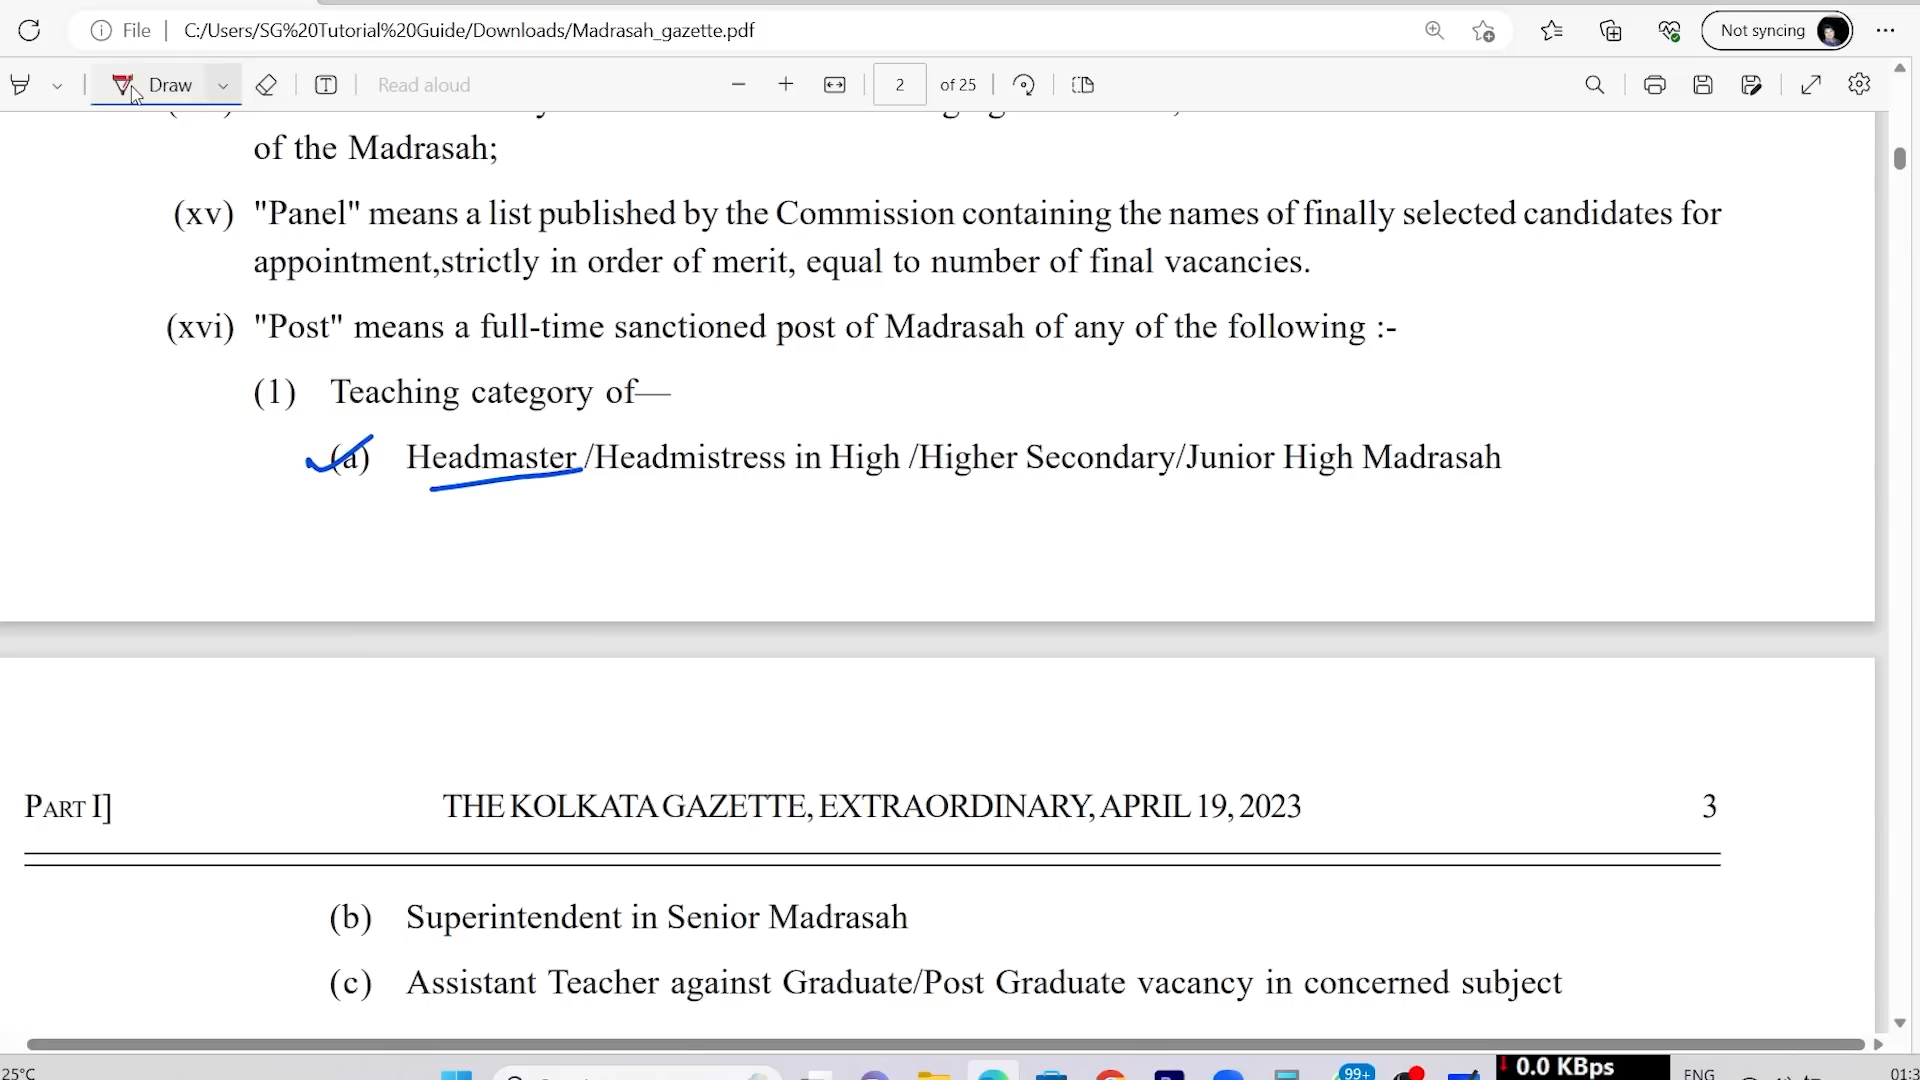 File
C:/Users/SG%20Tutorial%20Guide/Downloads/Madrasah_gazette.pdf
Not syncing
Draw
Read aloud
2 of 25
of the Madrasah;
(xv) "Panel" means a list published by the Commission containing the names of finally selected candidates for
appointment,strictly in order of merit, equal to number of final vacancies.
(xvi) "Post" means a full-time sanctioned post of Madrasah of any of the following :-
(1) Teaching category of—
(a) Headmaster /Headmistress in High /Higher Secondary/Junior High Madrasah
PART I] THE KOLKATA GAZETTE, EXTRAORDINARY, APRIL 19, 2023 3
(b) Superintendent in Senior Madrasah
(c) Assistant Teacher against Graduate/Post Graduate vacancy in concerned subject
25°C
99+
0.0 KBps
ENG